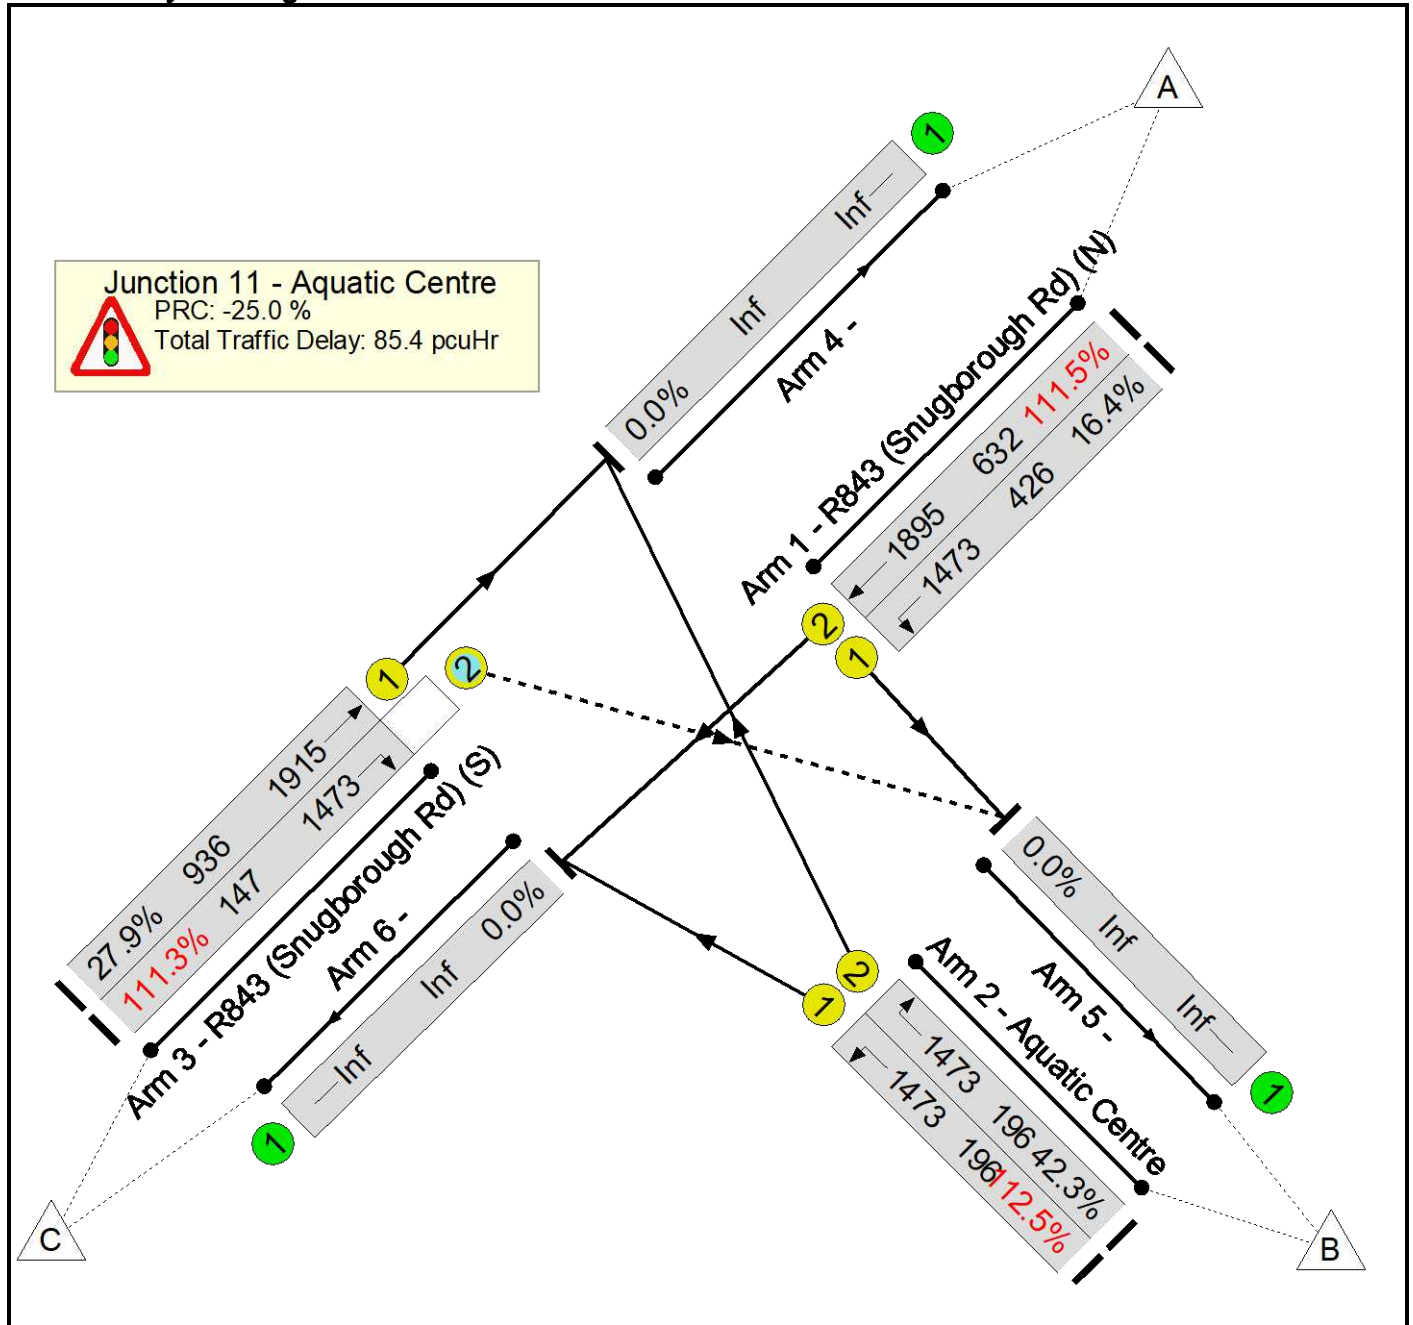 A
1
Inf
Inf
0.0%
Arm 4 -
Junction 11 - Aquatic Centre
PRC: -25.0 %
Total Traffic Delay: 85.4 pcuHr
Arm 1 - R843 (Snugborough Rd) (N)
1895 632 111.5%
1473 426 16.4%
2
1
1
2
27.9% 936 1915
111.3% 147 1473
Arm 3 - R843 (Snugborough Rd) (S)
Arm 6 -
Inf Inf 0.0%
1
C
0.0% Inf Inf
Arm 5 -
1
Arm 2 - Aquatic Centre
2
1
1473 196 42.3%
1473 196 112.5%
B